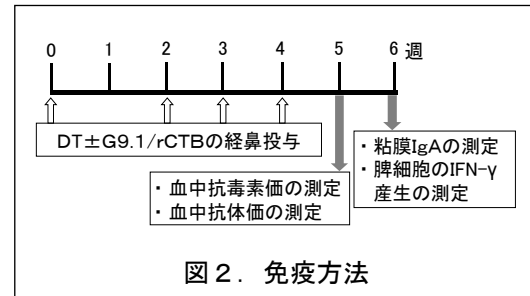 0 1 2 3 4 5 6 週
DT±G9.1/rCTBの経鼻投与
・血中抗毒素価の測定
・血中抗体価の測定
・粘膜IgAの測定
・脾細胞のIFN-γ
産生の測定
図２．免疫方法